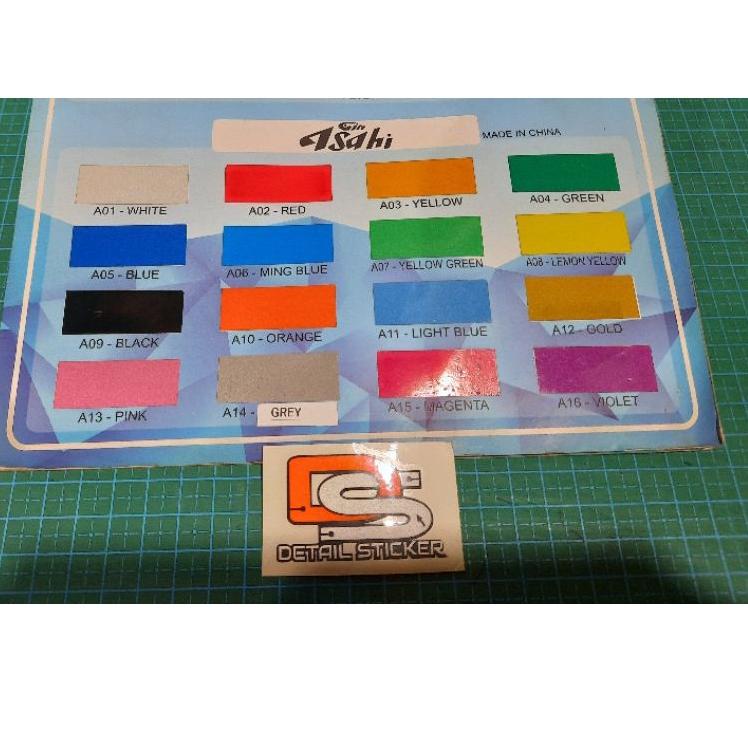 Gin
Asahi
MADE IN CHINA
A01 - WHITE
A02 - RED
A03 - YELLOW
A04 - GREEN
A05 - BLUE
A06 - MING BLUE
A07 - YELLOW GREEN
A08 - LEMON YELLOW
A09 - BLACK
A10 - ORANGE
A11 - LIGHT BLUE
A12 - GOLD
A13 - PINK
A14 - GREY
A15 - MAGENTA
A16 - VIOLET
DS
DETAIL STICKER